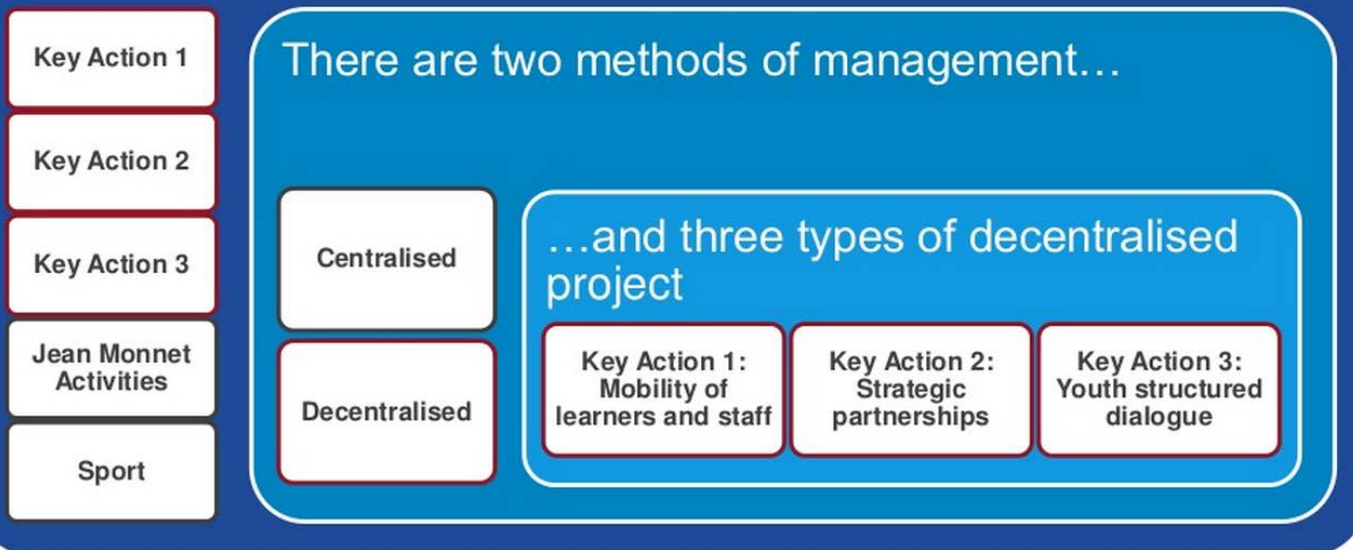 Key Action 1
Key Action 2
Key Action 3
Jean Monnet
Activities
Sport
There are two methods of management…
Centralised
Decentralised
…and three types of decentralised
project
Key Action 1:
Mobility of
learners and staff
Key Action 2:
Strategic
partnerships
Key Action 3:
Youth structured
dialogue